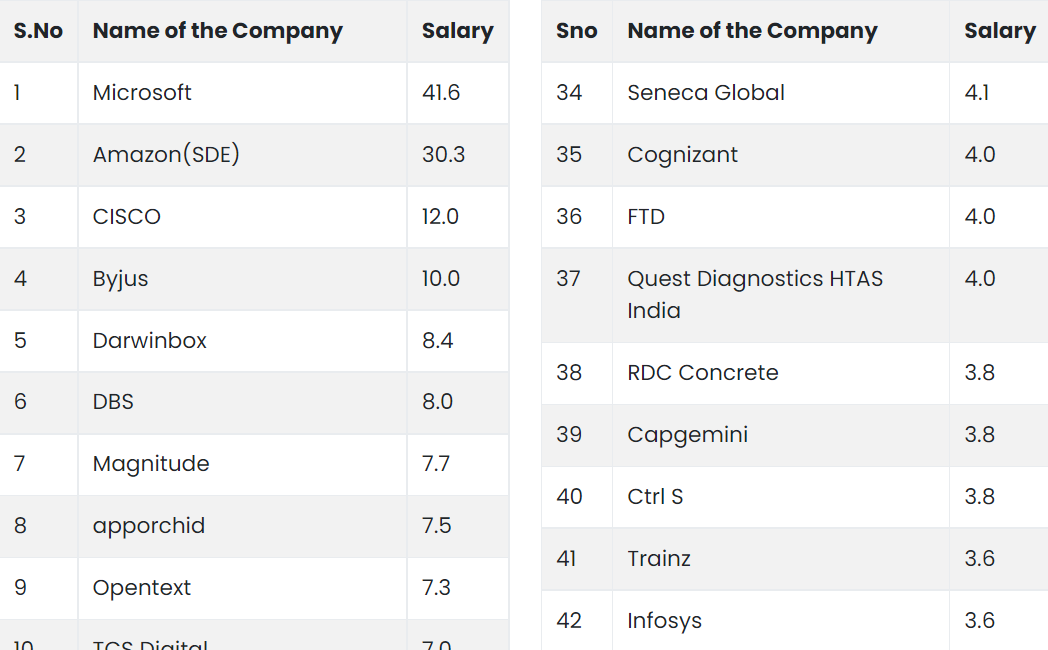 S.No Name of the Company Salary
1 Microsoft 41.6
2 Amazon(SDE) 30.3
3 CISCO 12.0
4 Byjus 10.0
5 Darwinbox 8.4
6 DBS 8.0
7 Magnitude 7.7
8 apporchid 7.5
9 Opentext 7.3
10 TCS Digital 7.0
Sno Name of the Company Salary
34 Seneca Global 4.1
35 Cognizant 4.0
36 FTD 4.0
37 Quest Diagnostics HTAS 4.0
India
38 RDC Concrete 3.8
39 Capgemini 3.8
40 Ctrl S 3.8
41 Trainz 3.6
42 Infosys 3.6